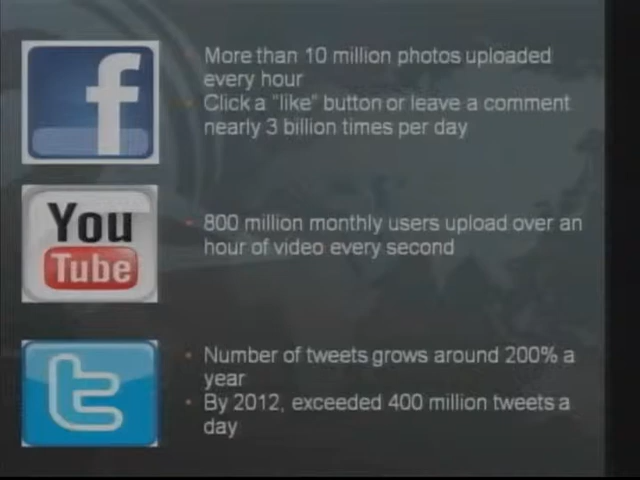 More than 10 million photos uploaded
every hour
Click a "like" button or leave a comment
nearly 3 billion times per day
You
Tube
800 million monthly users upload over an
hour of video every second
Number of tweets grows around 200% a
year
By 2012, exceeded 400 million tweets a
day